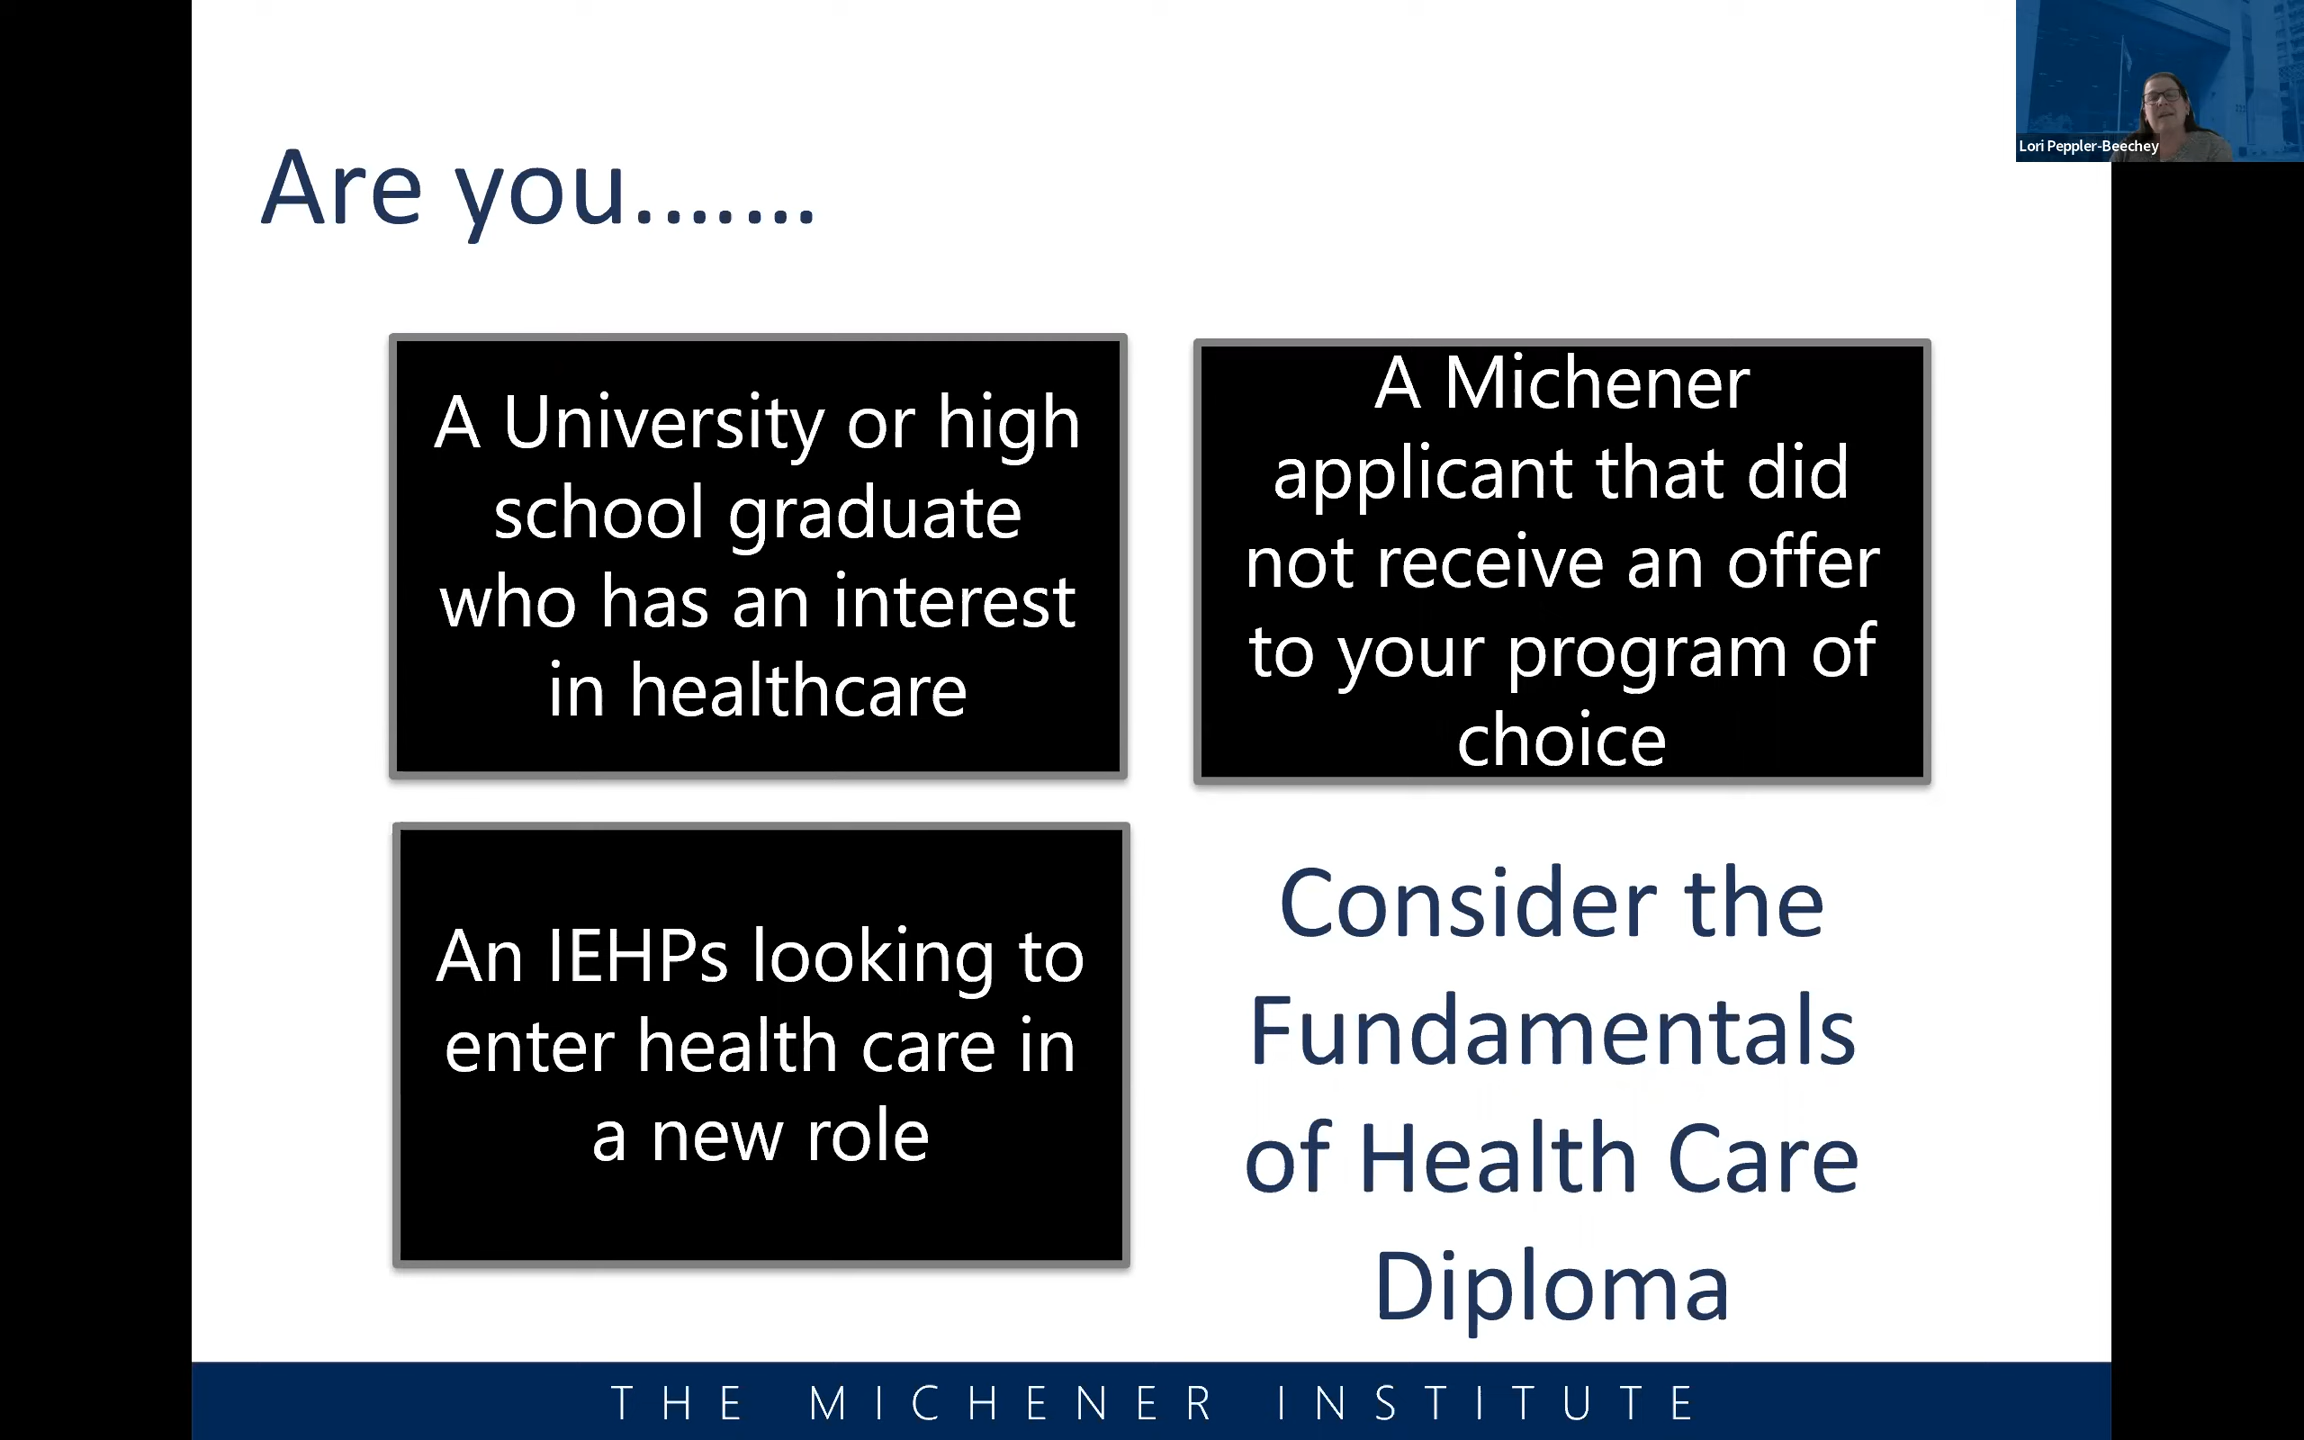 Lori Peppler-Beechey
Are you.......
A University or high
school graduate
who has an interest
in healthcare
A Michener
applicant that did
not receive an offer
to your program of
choice
An IEHPs looking to
enter health care in
a new role
Consider the
Fundamentals
of Health Care
Diploma
THE MICHENER INSTITUTE